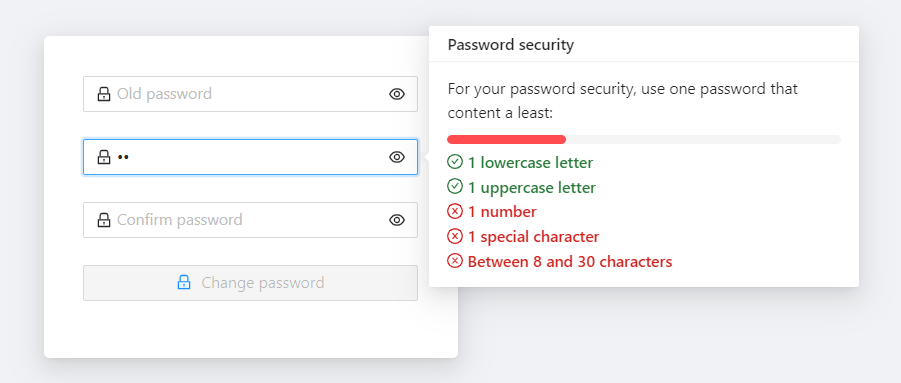 Old password
••
Confirm password
Change password
Password security
For your password security, use one password that
content a least:
1 lowercase letter
1 uppercase letter
1 number
1 special character
Between 8 and 30 characters